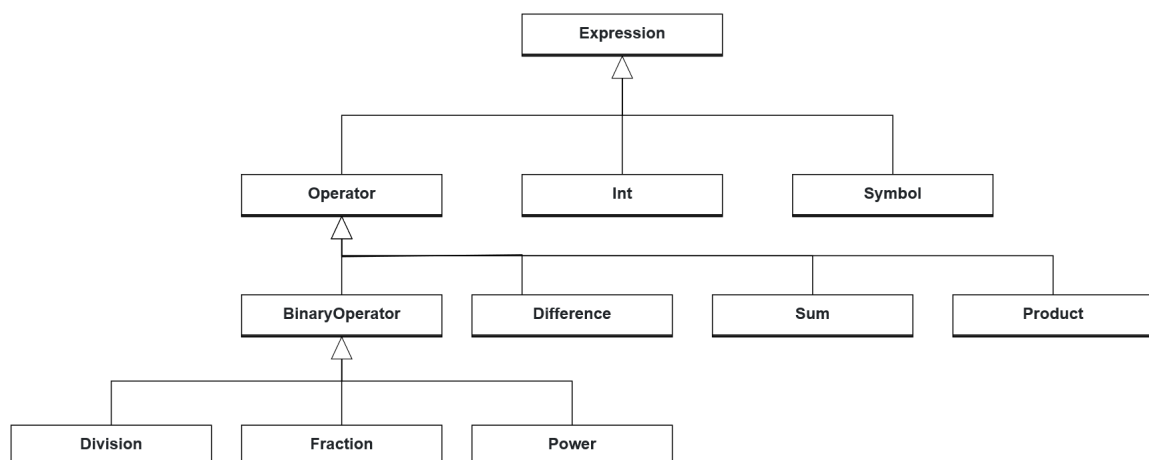 Expression
Operator
Int
Symbol
BinaryOperator
Difference
Sum
Product
Division
Fraction
Power